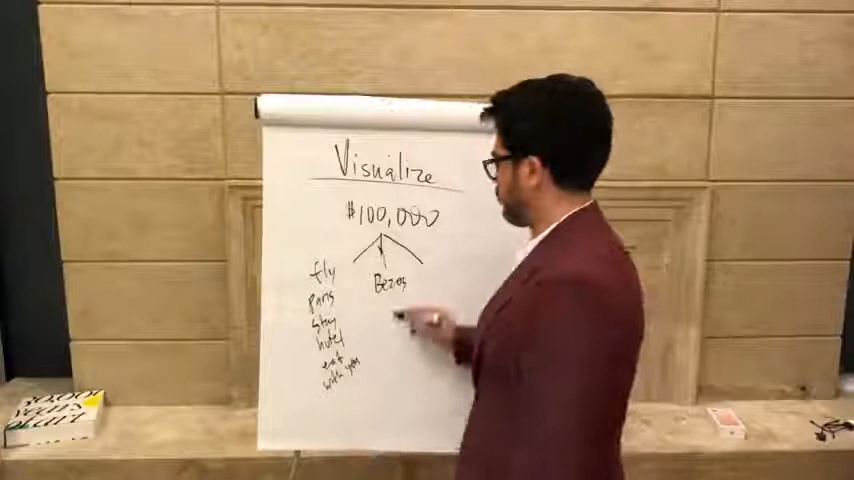 Visualize
$100,000
fly
Paris
stay
hotel
eat
with you
Bezos